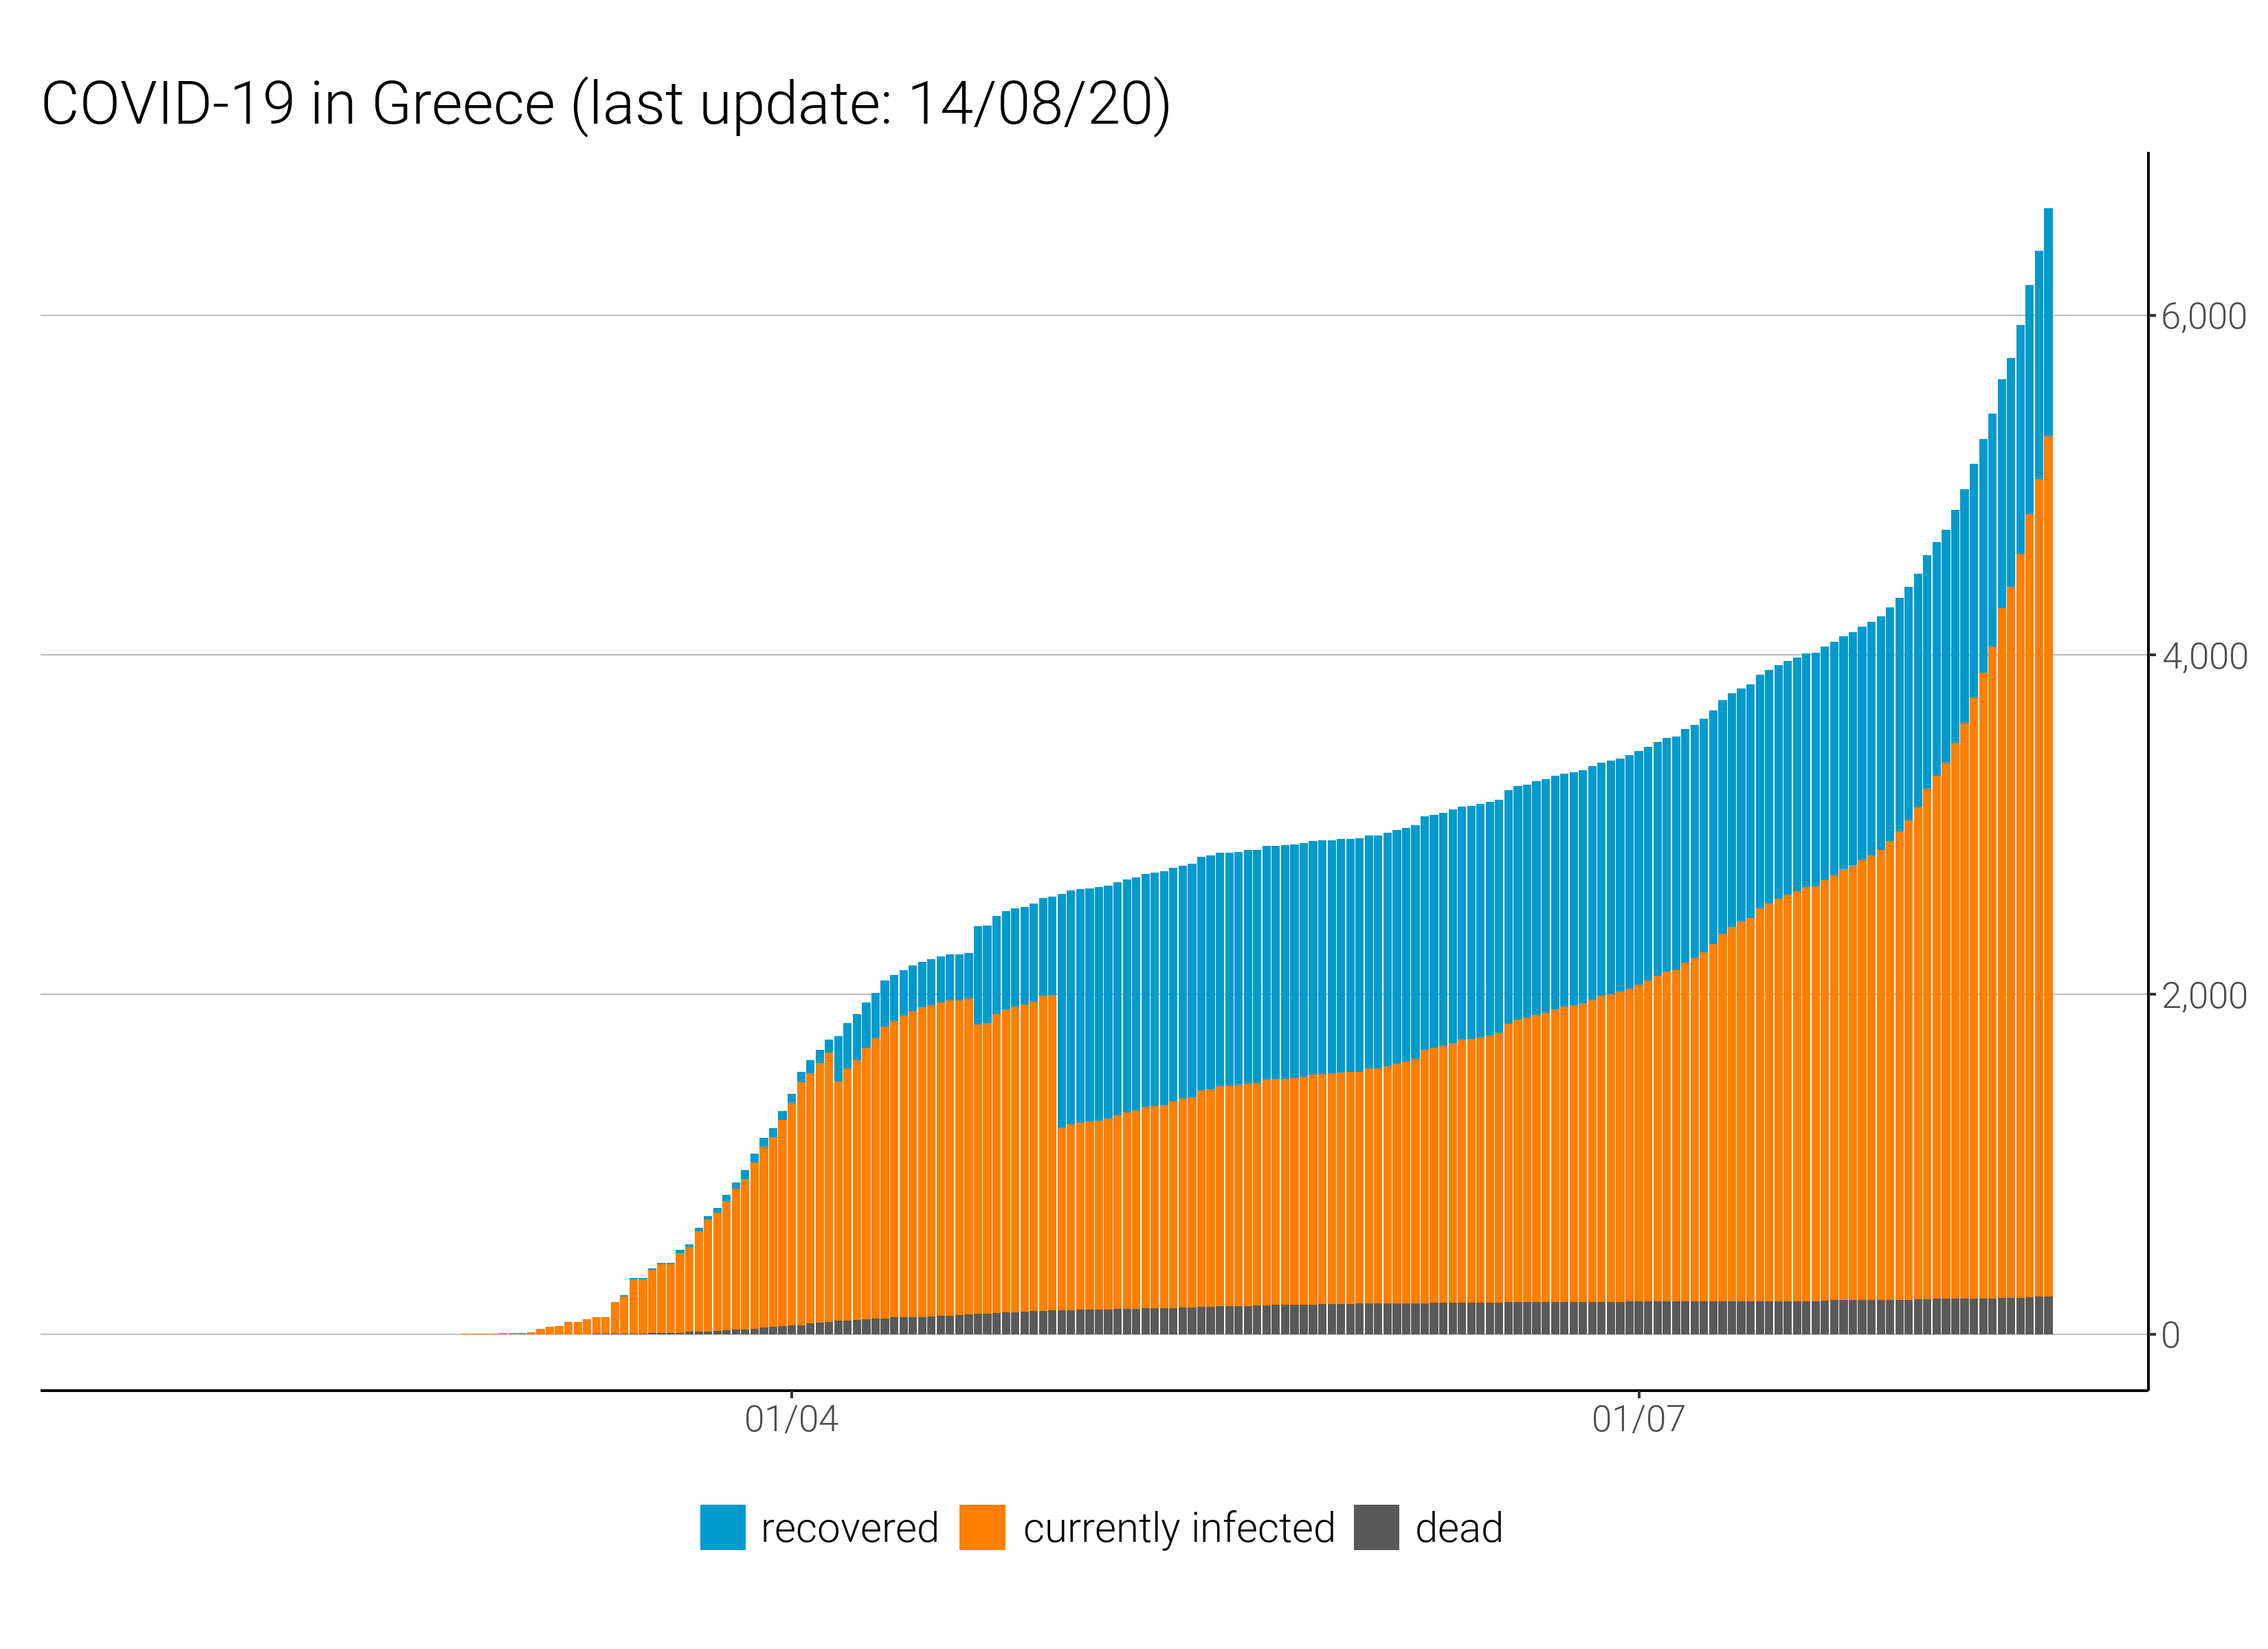 COVID-19 in Greece (last update: 14/08/20)
6,000
4,000
2,000
0
01/04 01/07
recovered currently infected dead